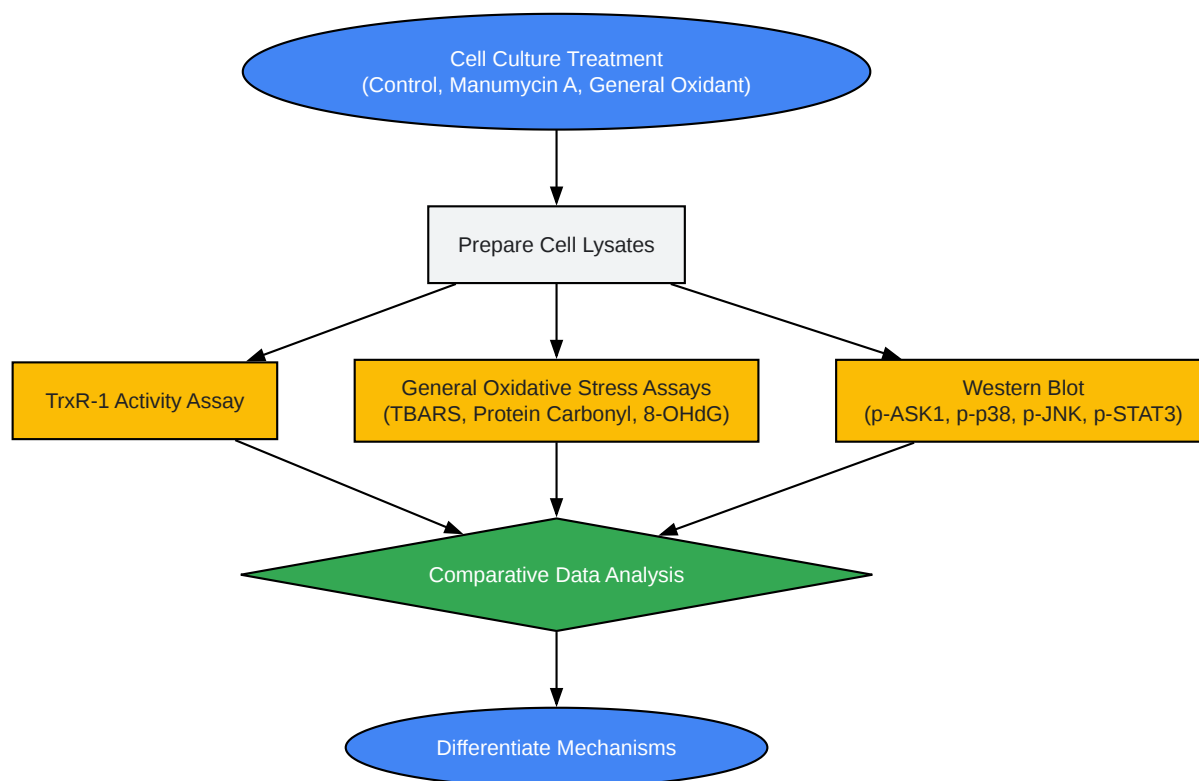 Cell Culture Treatment
(Control, Manumycin A, General Oxidant)
Prepare Cell Lysates
TrxR-1 Activity Assay
General Oxidative Stress Assays
(TBARS, Protein Carbonyl, 8-OHdG)
Western Blot
(p-ASK1, p-p38, p-JNK, p-STAT3)
Comparative Data Analysis
Differentiate Mechanisms